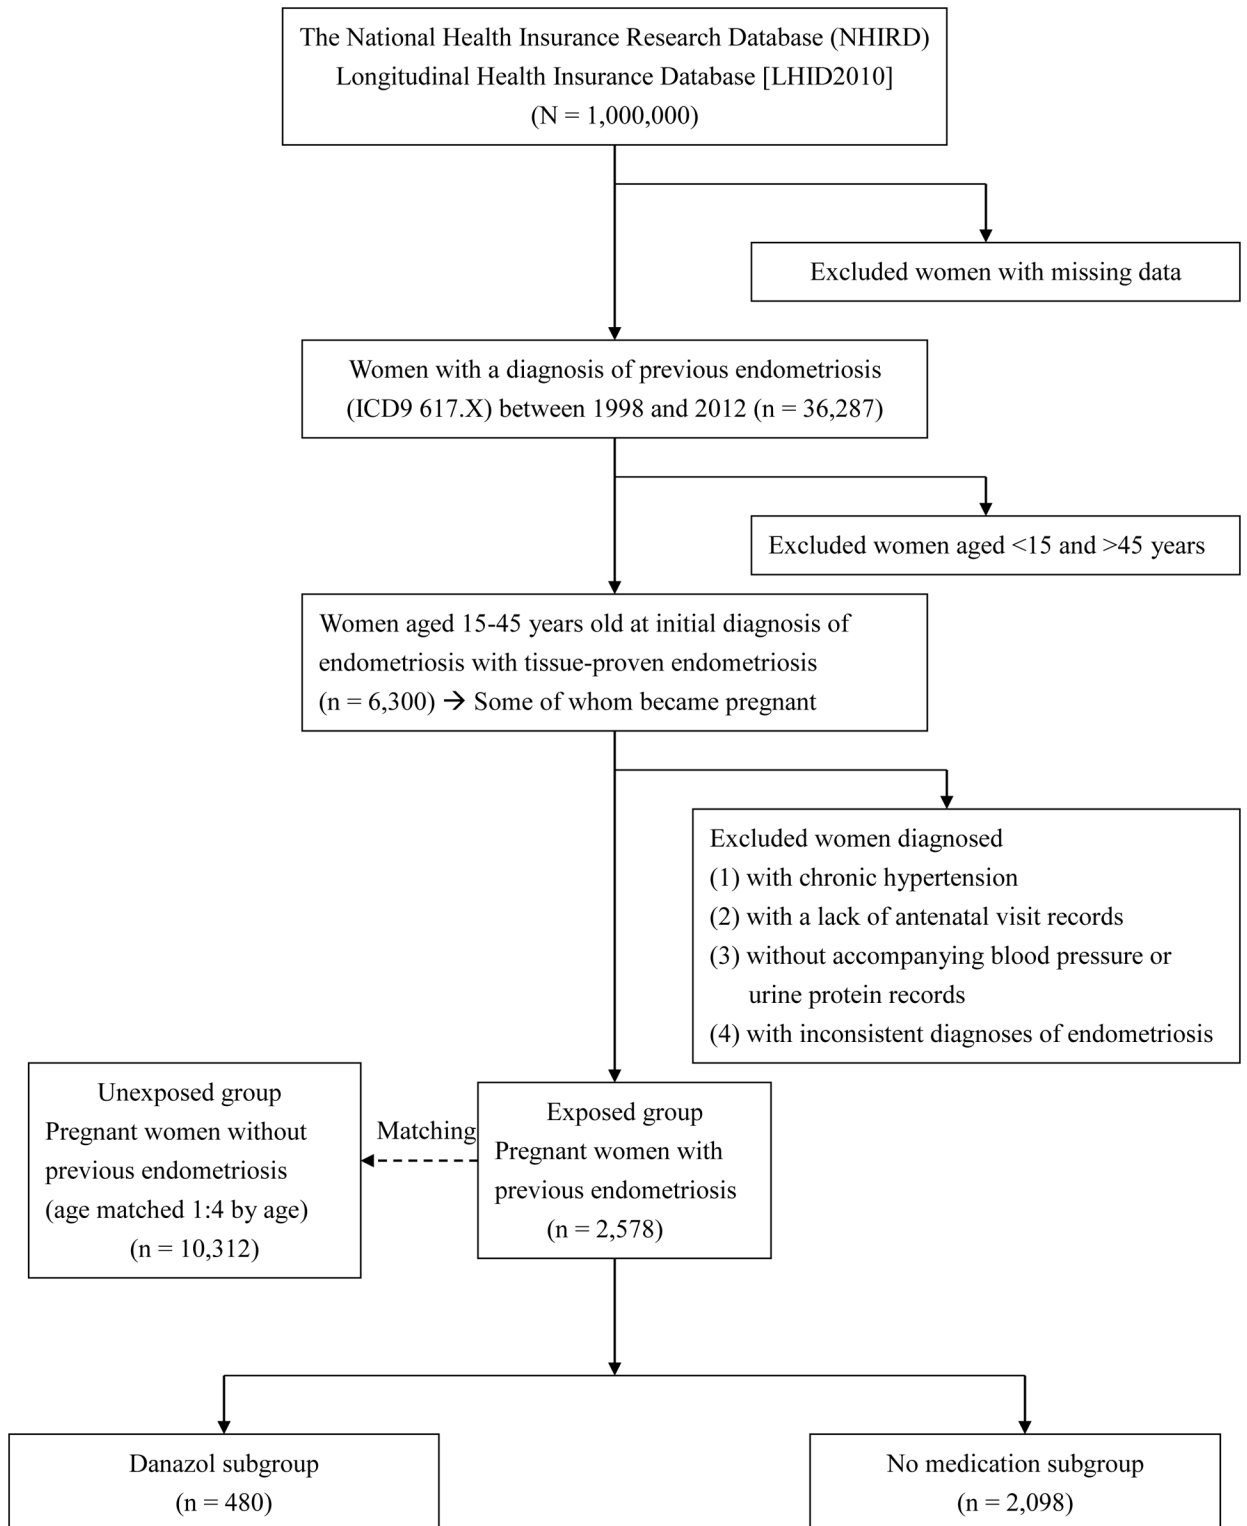 The National Health Insurance Research Database (NHIRD)
Longitudinal Health Insurance Database [LHID2010]
(N = 1,000,000)
Excluded women with missing data
Women with a diagnosis of previous endometriosis
(ICD9 617.X) between 1998 and 2012 (n = 36,287)
Excluded women aged <15 and >45 years
Women aged 15-45 years old at initial diagnosis of
endometriosis with tissue-proven endometriosis
(n = 6,300) → Some of whom became pregnant
Excluded women diagnosed
(1) with chronic hypertension
(2) with a lack of antenatal visit records
(3) without accompanying blood pressure or
urine protein records
(4) with inconsistent diagnoses of endometriosis
Unexposed group
Pregnant women without
previous endometriosis
(age matched 1:4 by age)
(n = 10,312)
Matching
Exposed group
Pregnant women with
previous endometriosis
(n = 2,578)
Danazol subgroup
(n = 480)
No medication subgroup
(n = 2,098)